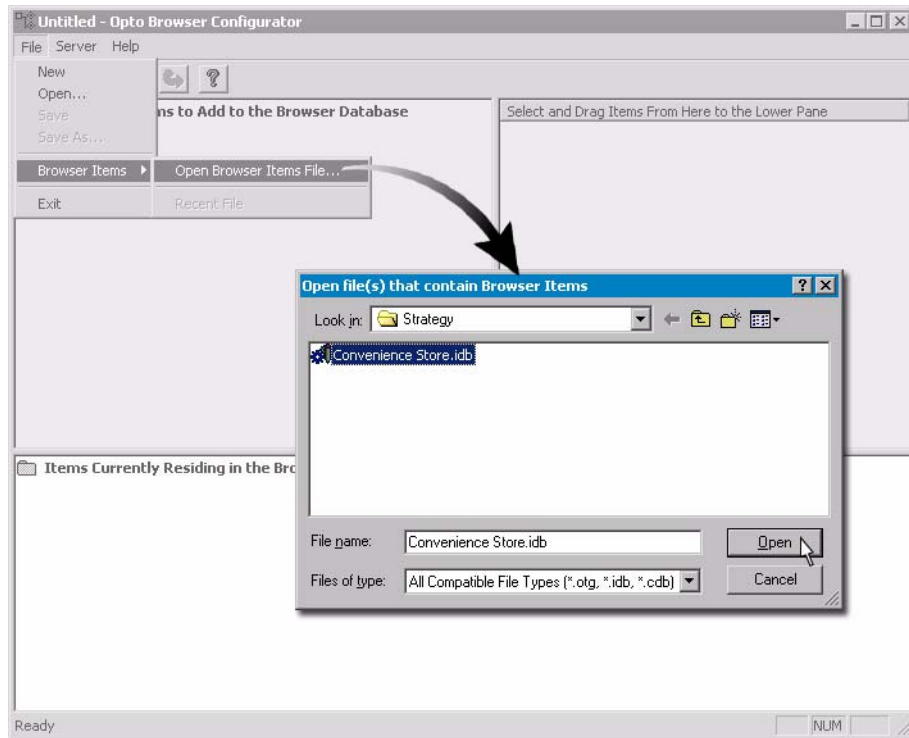 Untitled - Opto Browser Configurator
File Server Help
New
Open...
Save
Save As...
Browser Items
Open Browser Items File...
Exit
Recent File
ns to Add to the Browser Database
Select and Drag Items From Here to the Lower Pane
Open file(s) that contain Browser Items
Look in: Strategy
Convenience Store.idb
File name: Convenience Store.idb
Open
Files of type: All Compatible File Types (*.otg, *.idb, *.cdb)
Cancel
Items Currently Residing in the Bro
Ready
NUM